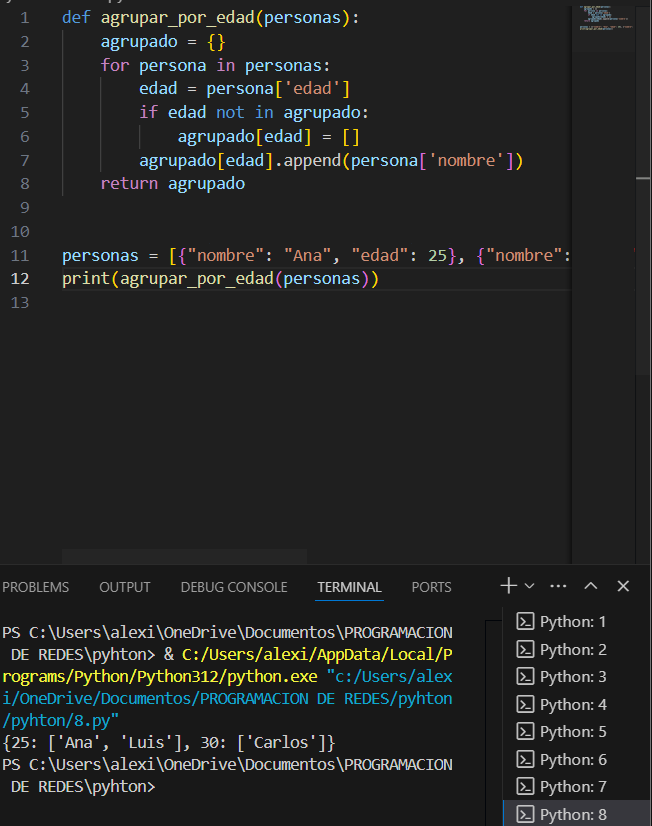 1 def agrupar_por_edad(personas):
2     agrupado = {}
3     for persona in personas:
4         edad = persona['edad']
5         if edad not in agrupado:
6             agrupado[edad] = []
7         agrupado[edad].append(persona['nombre'])
8     return agrupado
9
10
11 personas = [{"nombre": "Ana", "edad": 25}, {"nombre":
12 print(agrupar_por_edad(personas))
13
PROBLEMS OUTPUT DEBUG CONSOLE TERMINAL PORTS
PS C:\Users\alexi\OneDrive\Documentos\PROGRAMACION
 DE REDES\pyhton> & C:/Users/alexi/AppData/Local/P
rograms/Python/Python312/python.exe "c:/Users/alex
i/OneDrive/Documentos/PROGRAMACION DE REDES/pyhton
/pyhton/8.py"
{25: ['Ana', 'Luis'], 30: ['Carlos']}
PS C:\Users\alexi\OneDrive\Documentos\PROGRAMACION
 DE REDES\pyhton>
Python: 1
Python: 2
Python: 3
Python: 4
Python: 5
Python: 6
Python: 7
Python: 8